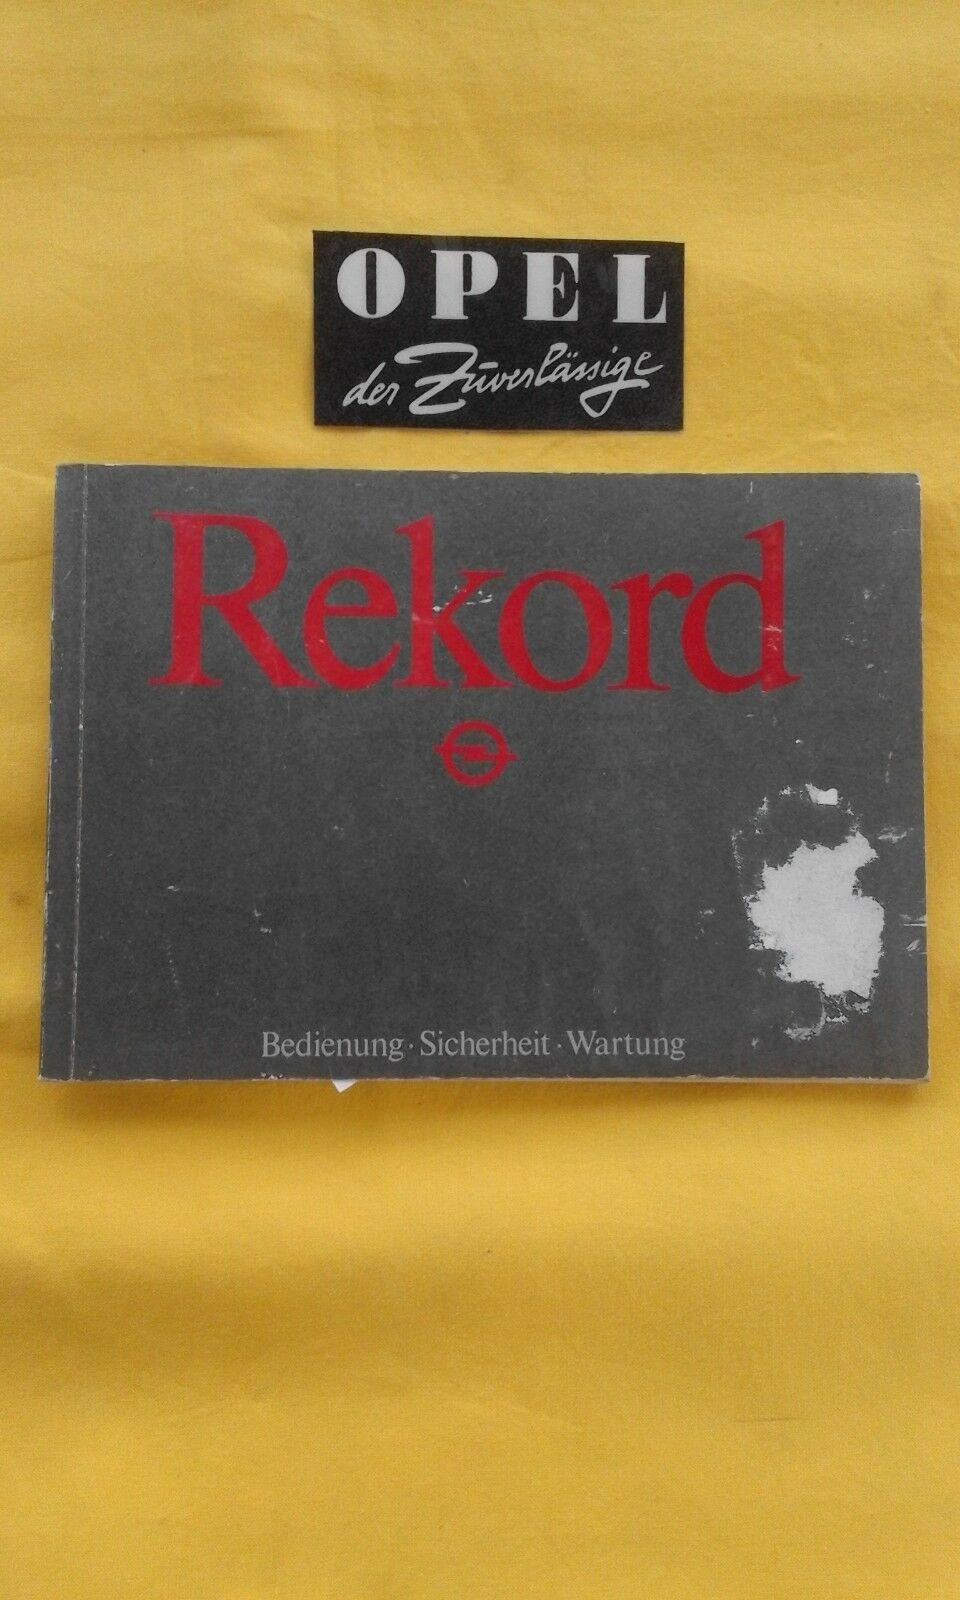 OPEL
der Zuverlässige
Rekord
Bedienung · Sicherheit · Wartung